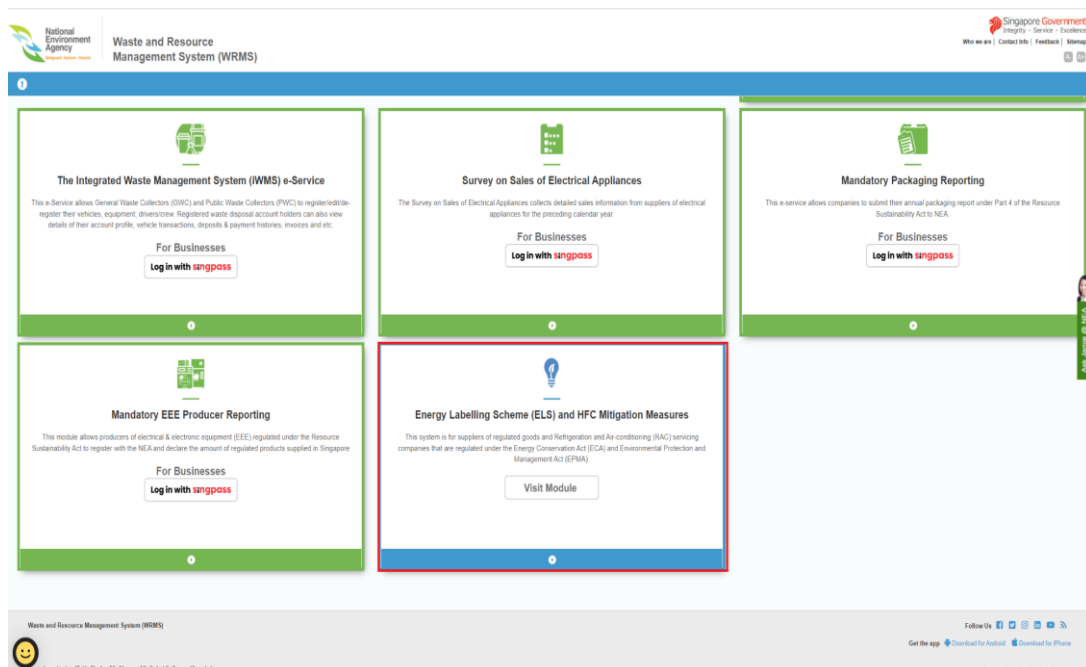 National
Environment
Agency
Safeguard · Nurture · Cherish
Waste and Resource
Management System (WRMS)
Singapore Government
Integrity · Service · Excellence
Who we are | Contact Info | Feedback | Sitemap
A- A+
The Integrated Waste Management System (iWMS) e-Service
This e-Service allows General Waste Collectors (GWC) and Public Waste Collectors (PWC) to register/edit/de-
register their vehicles, equipment, drivers/crew. Registered waste disposal account holders can also view
details of their account profile, vehicle transactions, deposits & payment histories, invoices and etc.
For Businesses
Log in with singpass
Survey on Sales of Electrical Appliances
The Survey on Sales of Electrical Appliances collects detailed sales information from suppliers of electrical
appliances for the preceding calendar year.
For Businesses
Log in with singpass
Mandatory Packaging Reporting
This e-service allows companies to submit their annual packaging report under Part 4 of the Resource
Sustainability Act to NEA.
For Businesses
Log in with singpass
Ask Jamie @ NEA
Mandatory EEE Producer Reporting
This module allows producers of electrical & electronic equipment (EEE) regulated under the Resource
Sustainability Act to register with the NEA and declare the amount of regulated products supplied in Singapore
For Businesses
Log in with singpass
Energy Labelling Scheme (ELS) and HFC Mitigation Measures
This system is for suppliers of regulated goods and Refrigeration and Air-conditioning (RAC) servicing
companies that are regulated under the Energy Conservation Act (ECA) and Environmental Protection and
Management Act (EPMA).
Visit Module
Waste and Resource Management System (WRMS)
Follow Us
Get the app Download for Android Download for iPhone